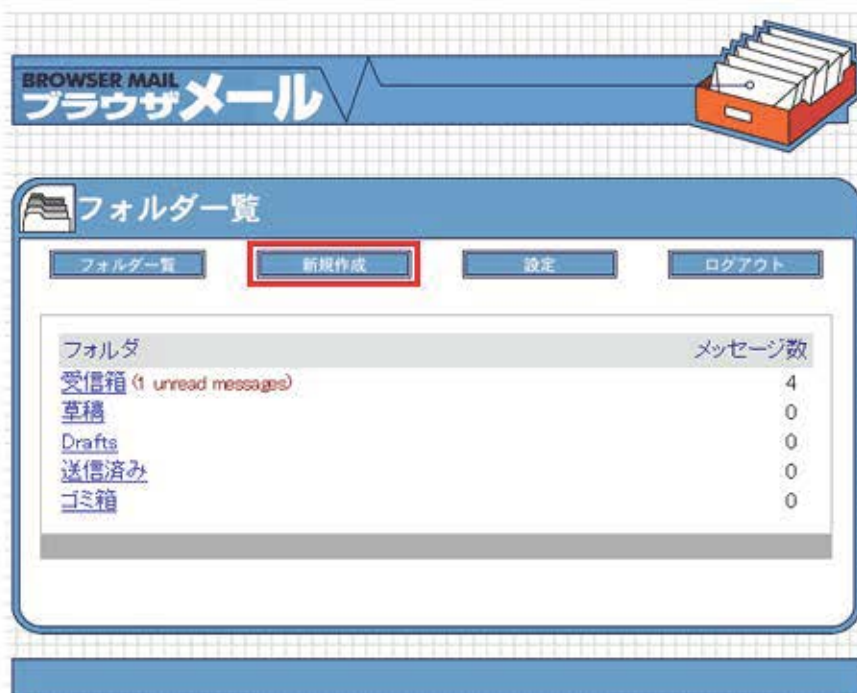 BROWSER MAIL
ブラウザメール
フォルダ一覧
フォルダ一覧 新規作成 設定 ログアウト
フォルダ メッセージ数
受信箱 (1 unread messages) 4
草稿 0
Drafts 0
送信済み 0
ゴミ箱 0